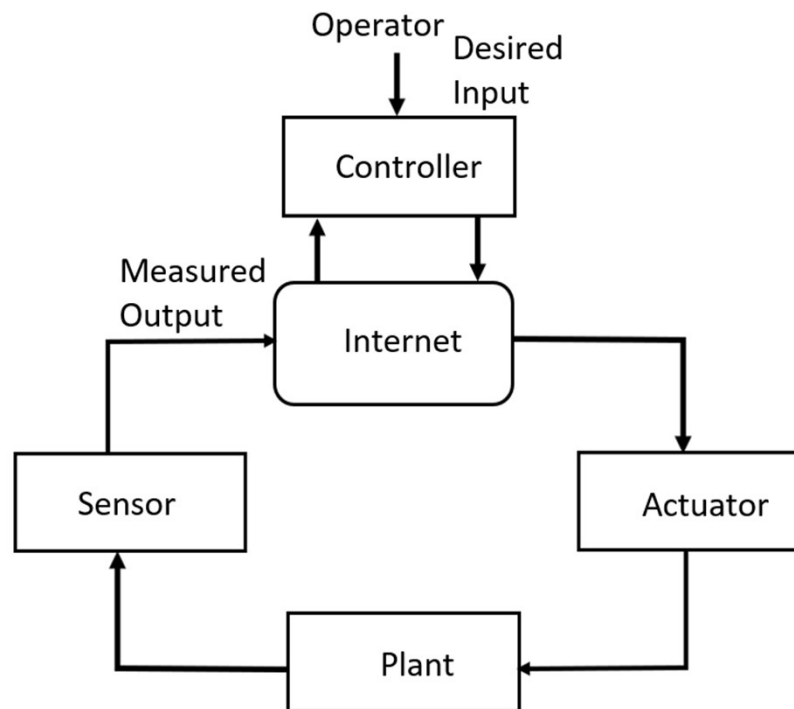 Operator
Desired
Input
Controller
Measured
Output
Internet
Sensor
Actuator
Plant